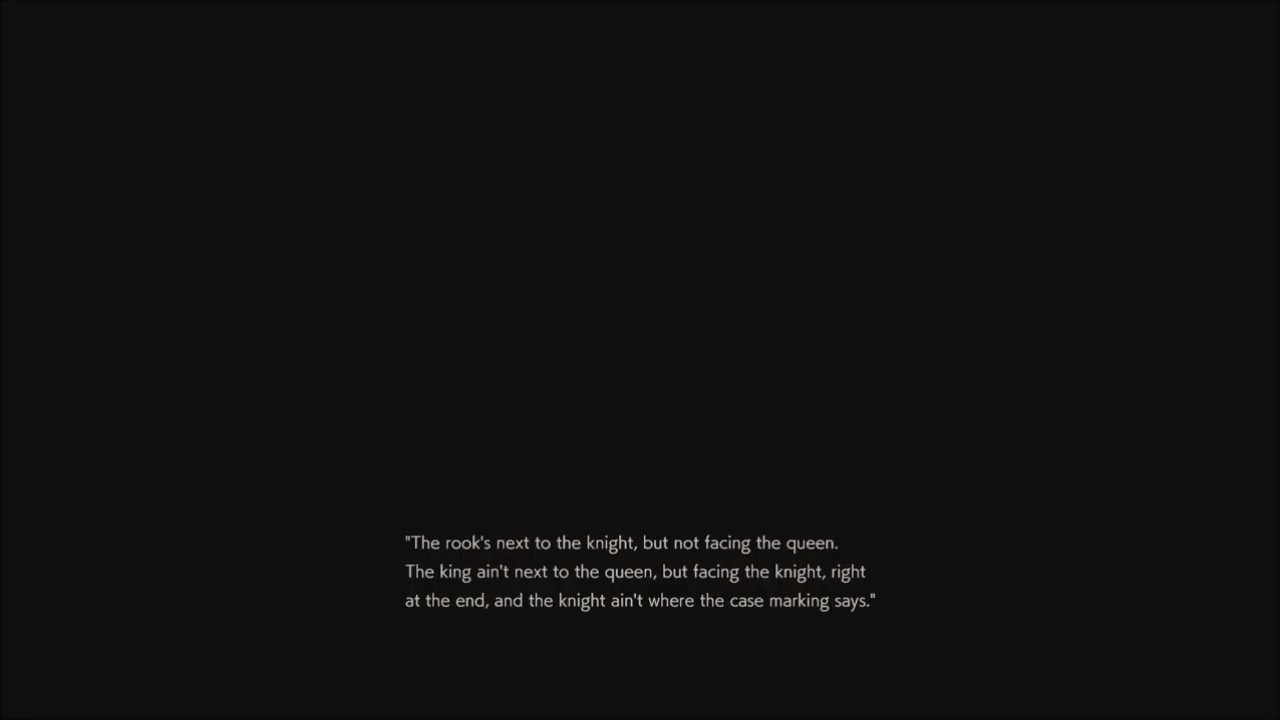 "The rook's next to the knight, but not facing the queen.
The king ain't next to the queen, but facing the knight, right
at the end, and the knight ain't where the case marking says."